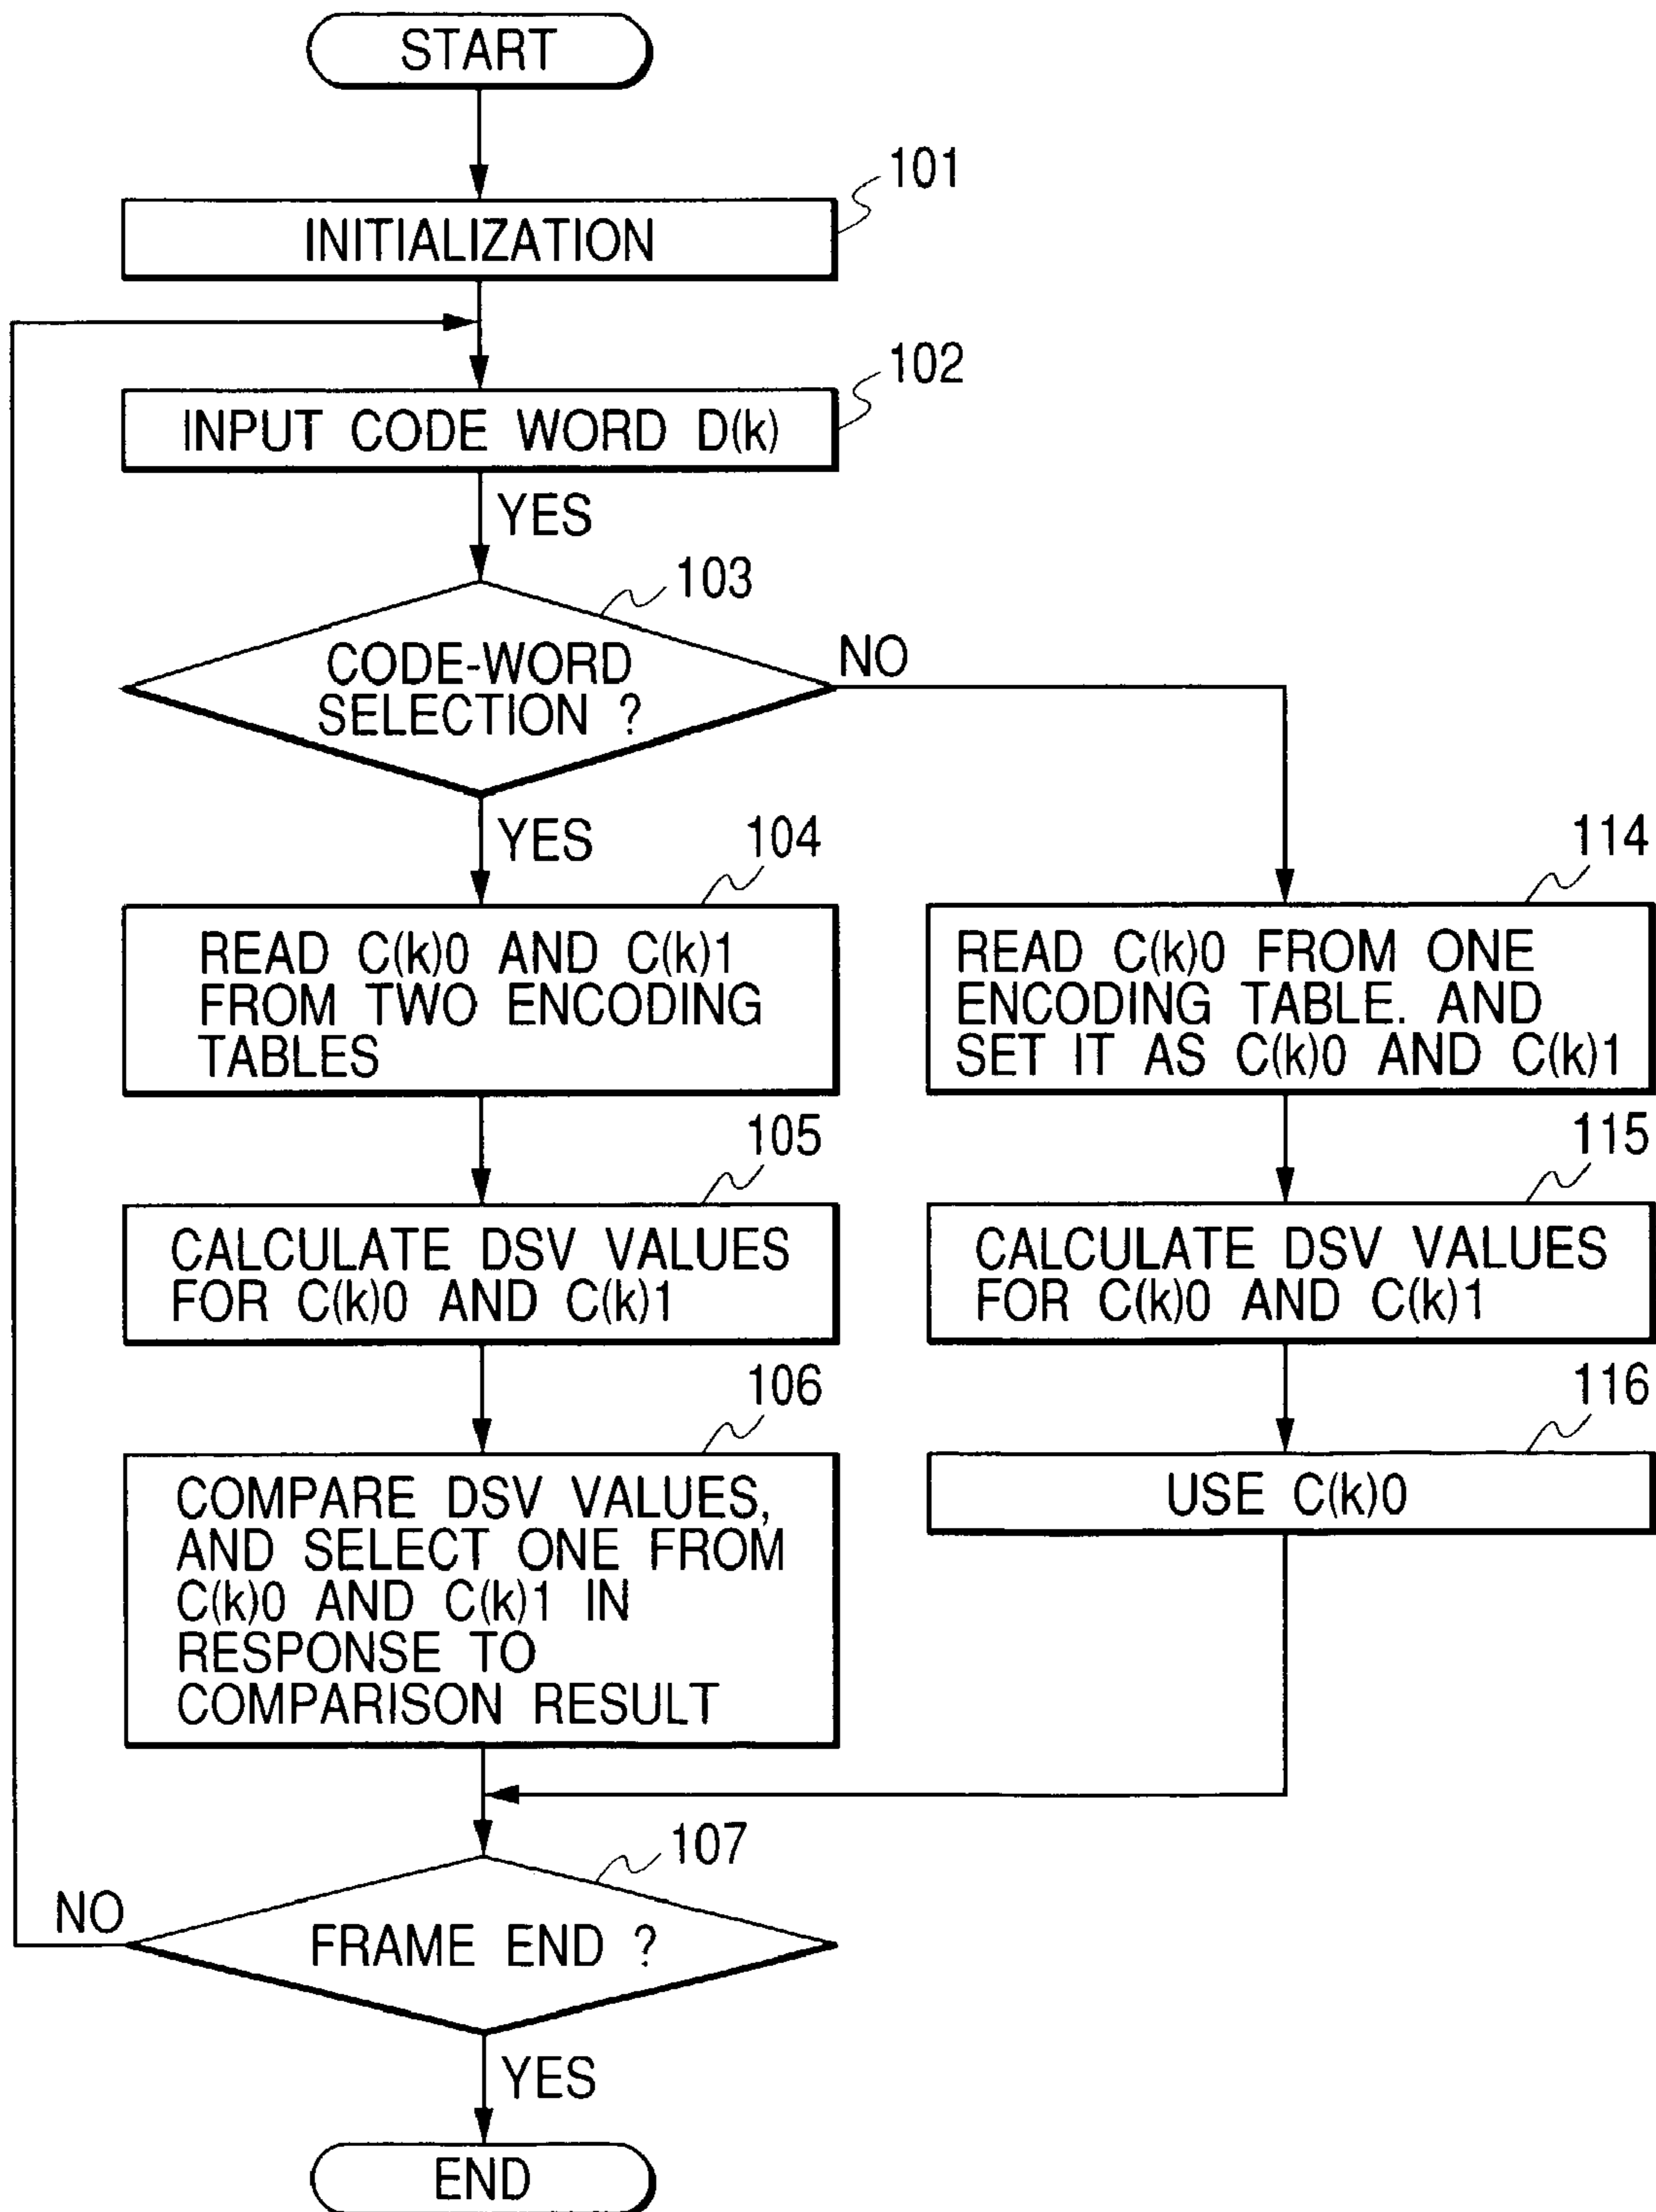 START
101
INITIALIZATION
102
INPUT CODE WORD D(k)
YES
103
CODE-WORD
SELECTION ?
NO
YES
104
READ C(k)0 AND C(k)1
FROM TWO ENCODING
TABLES
114
READ C(k)0 FROM ONE
ENCODING TABLE. AND
SET IT AS C(k)0 AND C(k)1
105
CALCULATE DSV VALUES
FOR C(k)0 AND C(k)1
115
CALCULATE DSV VALUES
FOR C(k)0 AND C(k)1
106
COMPARE DSV VALUES,
AND SELECT ONE FROM
C(k)0 AND C(k)1 IN
RESPONSE TO
COMPARISON RESULT
116
USE C(k)0
107
FRAME END ?
NO
YES
END